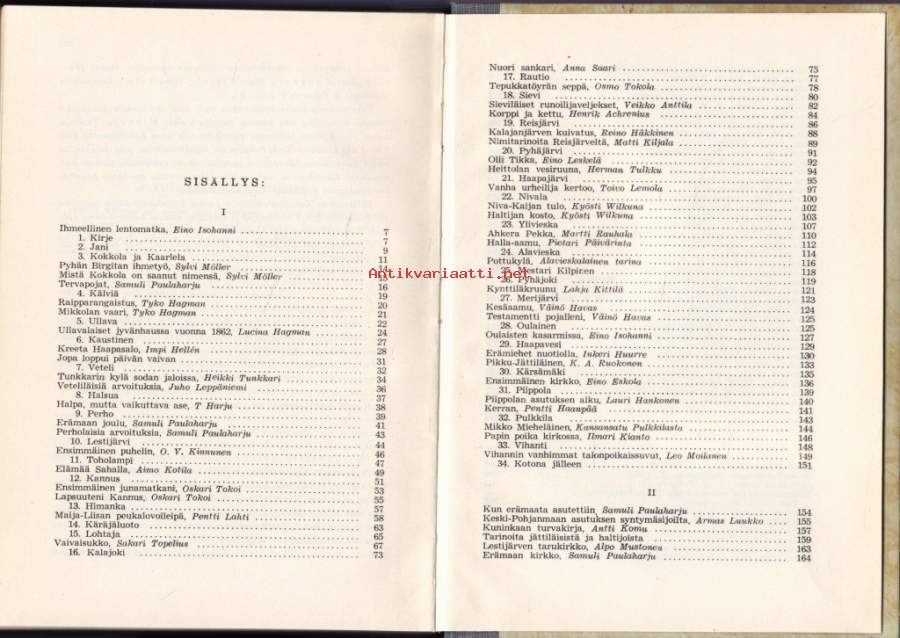 SISÄLLYS:
I
Ihmeellinen lentomatka, Eino Isohanni 7
1. Kirje 7
2. Jani 9
3. Kokkola ja Kaarlela 11
Pyhän Birgitan ihmetyö, Sylvi Möller
Mistä Kokkola on saanut nimensä, Sylvi Möller
Tervapojat, Samuli Paulaharju 16
4. Kälviä 19
Raipparangaistus, Tyko Hagman 20
Mikkolan vaari, Tyko Hagman 21
5. Ullava 22
Ullavalaiset jyvänhaussa vuonna 1862, Lucina Hagman 24
6. Kaustinen 27
Kreeta Haapasalo, Impi Hellén 28
Jopa loppui päivän vaivan 31
7. Veteli 32
Tunkkarin kylä sodan jaloissa, Heikki Tunkkari 34
Veteliläisiä arvoituksia, Juho Leppäniemi 36
8. Halsua 37
Halpa, mutta vaikuttava ase, T Harju 38
9. Perho 39
Erämaan joulu, Samuli Paulaharju 41
Perholaisia arvoituksia, Samuli Paulaharju 43
10. Lestijärvi 44
Ensimmäinen puhelin, O. V. Kinnunen 46
11. Toholampi 47
Elämää Sahalla, Aimo Kotila 49
12. Kannus 51
Ensimmäinen junamatkani, Oskari Tokoi 53
Lapsuuteni Kannus, Oskari Tokoi 55
13. Himanka 57
Maija-Liisan peukalovoileipä, Pentti Lahti 58
14. Käräjäluoto 63
15. Lohtaja 65
Vaivaisukko, Sakari Topelius 67
16. Kalajoki 73
Nuori sankari, Anna Saari 75
17. Rautio 77
Tepukkatöyrän seppä, Osmo Tokola 78
18. Sievi 80
Sieviläiset runoilijaveljekset, Veikko Anttila 82
Korppi ja kettu, Henrik Achrenius 84
19. Reisjärvi 86
Kalajanjärven kuivatus, Reino Häkkinen 88
Nimitarinoita Reisjärveltä, Matti Kiljala 89
20. Pyhäjärvi 91
Olli Tikka, Eino Leskelä 92
Heittolan vesiruuna, Herman Tulkku 94
21. Haapajärvi 95
Vanha urheilija kertoo, Toivo Lemola 97
22. Nivala 100
Niva-Kaijan tulo, Kyösti Wilkuna 102
Haltijan kosto, Kyösti Wilkuna 103
23. Ylivieska 107
Ahkera Pekka, Martti Rauhala 110
Halla-aamu, Pietari Päivärinta 112
24. Alavieska 114
Pottukylä, Alavieskalainen tarina 116
Antikvariaatti.net
25. Mestari Kilpinen 118
26. Pyhäjoki 119
Kynttiläkruunu, Lahja Kittilä 121
27. Merijärvi 123
Kesäaamu, Väinö Havas 124
Testamentti pojalleni, Väinö Havas 125
28. Oulainen 125
Oulaisten kasarmissa, Eino Isohanni 127
29. Haapavesi 129
Erämiehet nuotiolla, Inkeri Huurre 130
Pikku-Jättiläinen, K. A. Ruokonen 133
30. Kärsämäki 135
Ensimmäinen kirkko, Eino Eskola 136
31. Piippola 139
Piippolan asutuksen alku, Lauri Hankonen 140
Kerran, Pentti Haanpää 141
32. Pulkkila 143
Mikko Mieheläinen, Kansansatu Pulkkilasta 144
Papin poika kirkossa, Ilmari Kianto 146
33. Vihanti 148
Vihannin vanhimmat talonpoikaissuvut, Leo Moilanen 149
34. Kotona jälleen 151
II
Kun erämaata asutettiin, Samuli Paulaharju 154
Keski-Pohjanmaan asutuksen syntymäsijoilta, Armas Luukko 155
Kuninkaan turvakirja, Antti Komu 157
Tarinoita jättiläisistä ja haltijoista 159
Lestijärven tarukirkko, Alpo Mustonen 163
Erämaan kirkko, Samuli Paulaharju 164